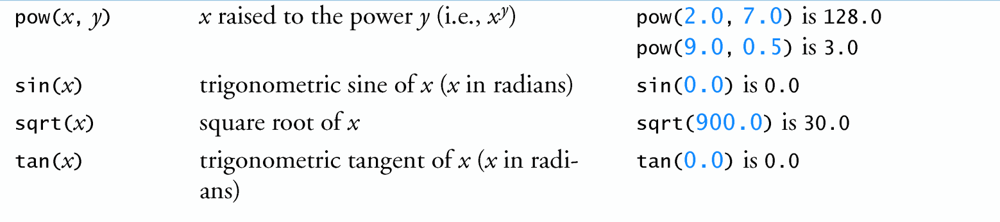 pow(x, y) x raised to the power y (i.e., x^y) pow(2.0, 7.0) is 128.0
pow(9.0, 0.5) is 3.0
sin(x) trigonometric sine of x (x in radians) sin(0.0) is 0.0
sqrt(x) square root of x sqrt(900.0) is 30.0
tan(x) trigonometric tangent of x (x in radi- tan(0.0) is 0.0
ans)